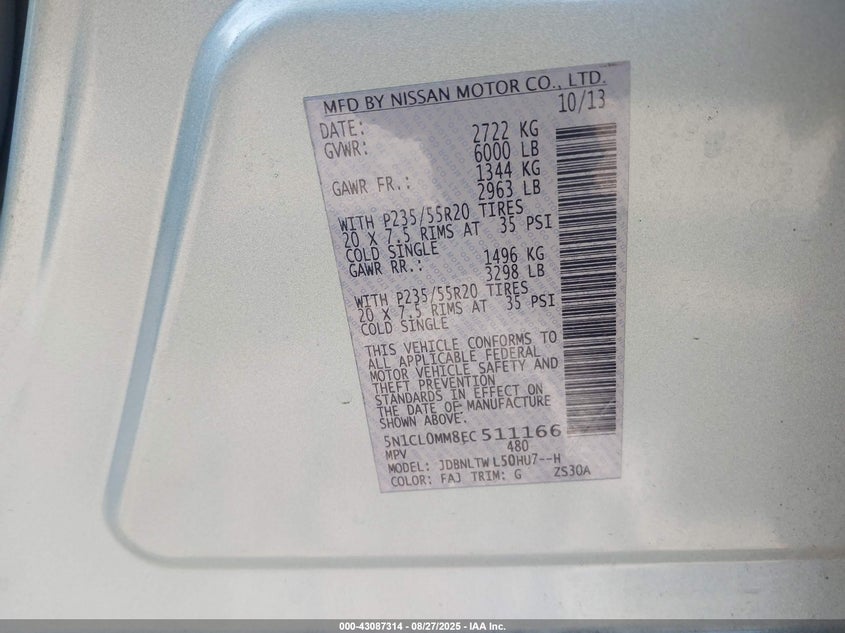 MFD BY NISSAN MOTOR CO., LTD.
DATE: 10/13
GVWR: 2722 KG
6000 LB
GAWR FR.: 1344 KG
2963 LB
WITH P235/55R20 TIRES
20 X 7.5 RIMS AT 35 PSI
COLD SINGLE
GAWR RR.: 1496 KG
3298 LB
WITH P235/55R20 TIRES
20 X 7.5 RIMS AT 35 PSI
COLD SINGLE
THIS VEHICLE CONFORMS TO
ALL APPLICABLE FEDERAL
MOTOR VEHICLE SAFETY AND
THEFT PREVENTION
STANDARDS IN EFFECT ON
THE DATE OF MANUFACTURE
SHOWN ABOVE.
5N1CL0MM8EC511166
MPV 480
MODEL: JDBNLTW L50HU7--H
COLOR: FAJ TRIM: G ZS30A
000-43087314 - 08/27/2025 - IAA Inc.